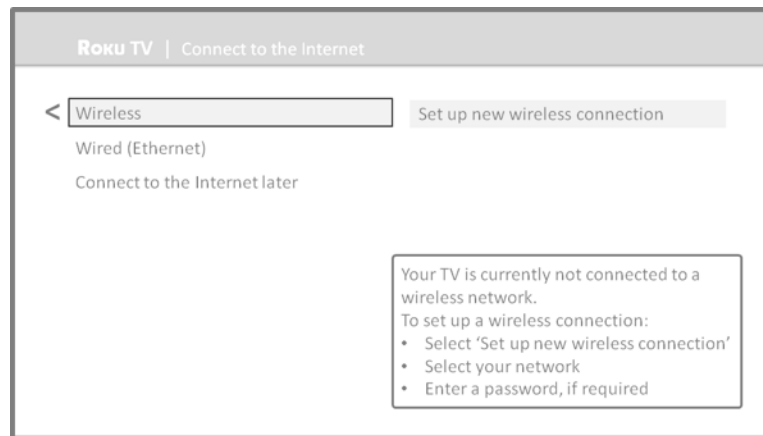 ROKU TV | Connect to the Internet
< Wireless
Set up new wireless connection
Wired (Ethernet)
Connect to the Internet later
Your TV is currently not connected to a
wireless network.
To set up a wireless connection:
• Select ‘Set up new wireless connection’
• Select your network
• Enter a password, if required